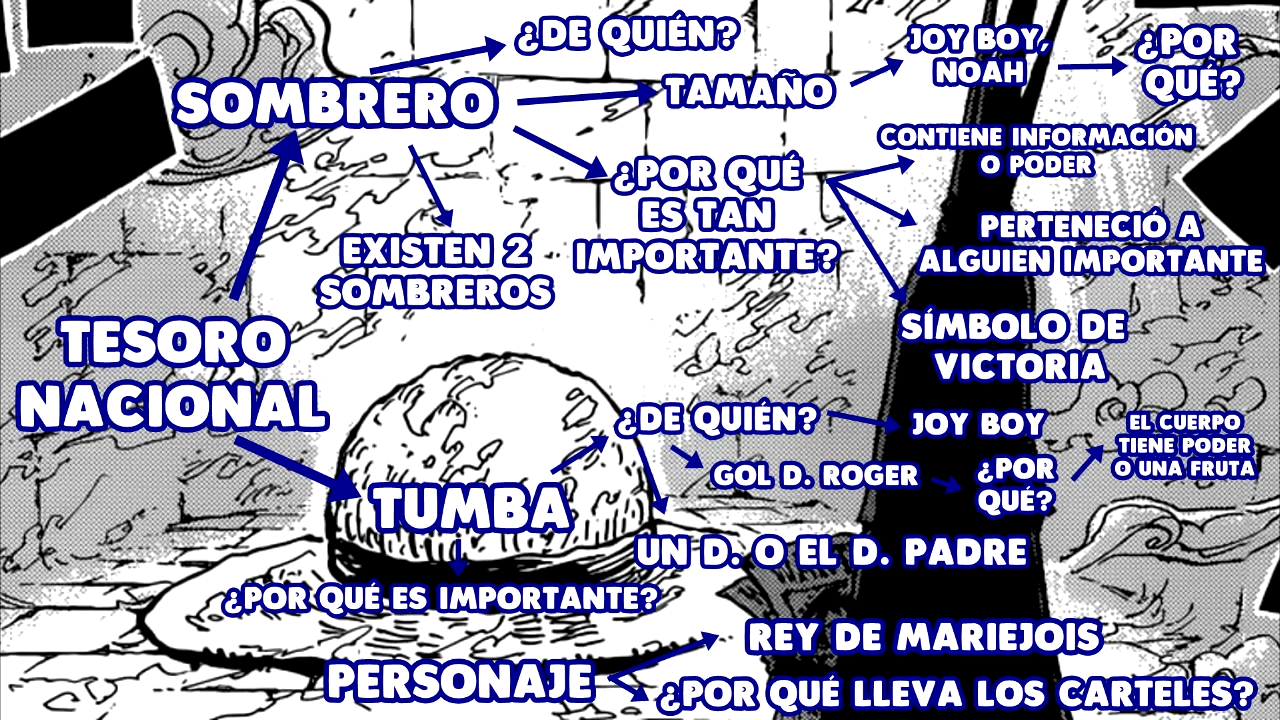 ¿DE QUIÉN?
SOMBRERO
TAMAÑO
JOY BOY,
NOAH
¿POR
QUÉ?
¿POR QUÉ
ES TAN
IMPORTANTE?
CONTIENE INFORMACIÓN
O PODER
PERTENECIÓ A
ALGUIEN IMPORTANTE
SÍMBOLO DE
VICTORIA
EXISTEN 2
SOMBREROS
TESORO
NACIONAL
TUMBA
¿DE QUIÉN?
JOY BOY
GOL D. ROGER
¿POR
QUÉ?
EL CUERPO
TIENE PODER
O UNA FRUTA
UN D. O EL D. PADRE
¿POR QUÉ ES IMPORTANTE?
PERSONAJE
REY DE MARIEJOIS
¿POR QUÉ LLEVA LOS CARTELES?